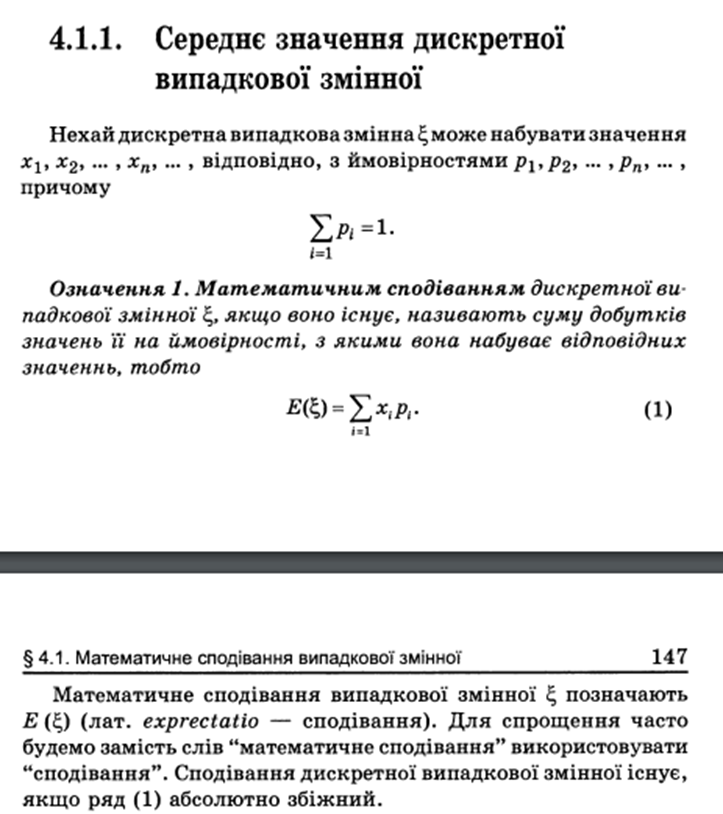 4.1.1. Середнє значення дискретної
випадкової змінної
Нехай дискретна випадкова змінна ξ може набувати значення
x₁, x₂, ... , xₙ, ... , відповідно, з ймовірностями p₁, p₂, ... , pₙ, ... ,
причому
∑ pᵢ =1.
i=1
Означення 1. Математичним сподіванням дискретної ви-
падкової змінної ξ, якщо воно існує, називають суму добутків
значень її на ймовірності, з якими вона набуває відповідних
значеннь, тобто
E(ξ) = ∑ xᵢ pᵢ. (1)
i=1
§ 4.1. Математичне сподівання випадкової змінної 147
Математичне сподівання випадкової змінної ξ позначають
E (ξ) (лат. exprectatio — сподівання). Для спрощення часто
будемо замість слів “математичне сподівання” використовувати
“сподівання”. Сподівання дискретної випадкової змінної існує,
якщо ряд (1) абсолютно збіжний.